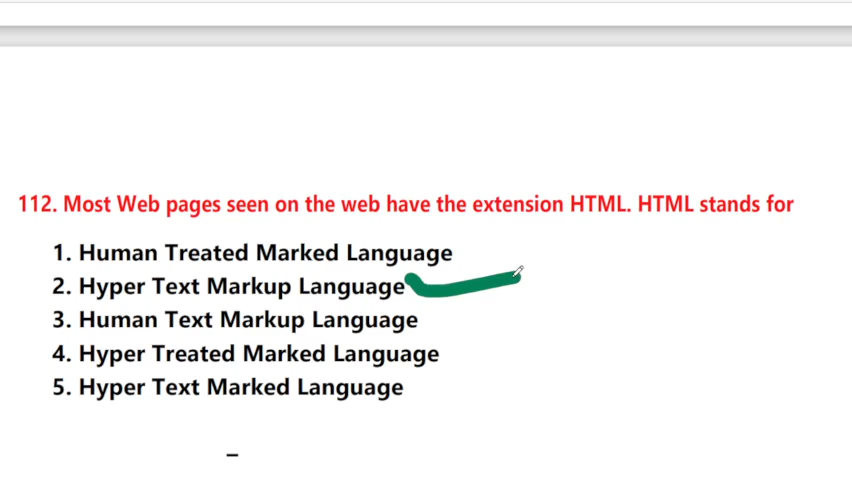 112. Most Web pages seen on the web have the extension HTML. HTML stands for
1. Human Treated Marked Language
2. Hyper Text Markup Language
3. Human Text Markup Language
4. Hyper Treated Marked Language
5. Hyper Text Marked Language